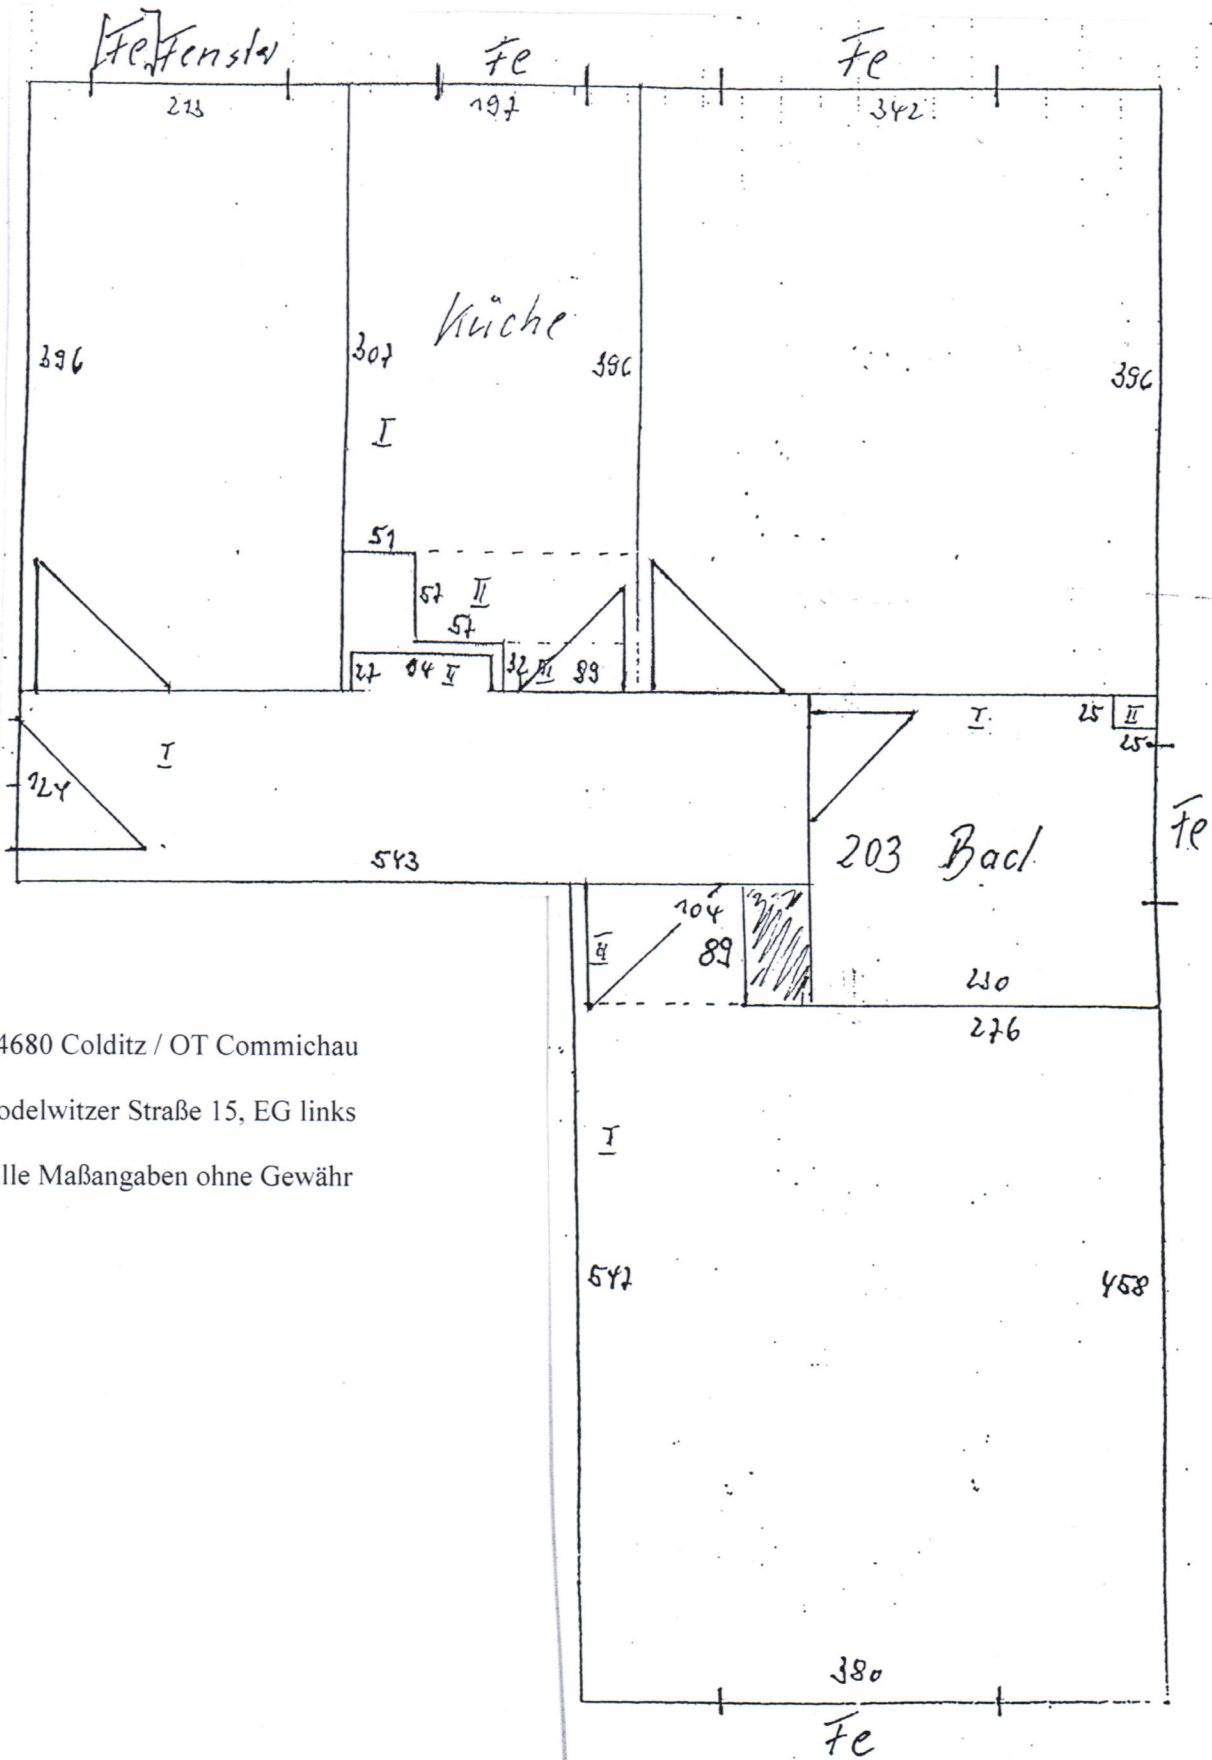 [Fe] Fenster
Fe
Fe
213
197
342
Küche
396
307
396
396
I
51
57 II
57
27 94 II
32 III 89
I
25 II
25
I
124
543
203 Bad
Fe
104
II
89
230
276
4680 Colditz / OT Commichau
odelwitzer Straße 15, EG links
lle Maßangaben ohne Gewähr
I
547
458
380
Fe